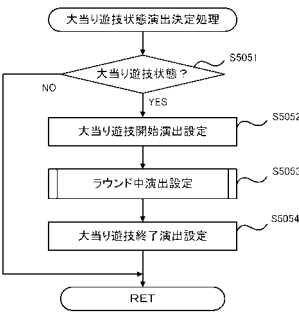 大当り遊技状態演出決定処理
S5051
大当り遊技状態？
NO
YES
S5052
大当り遊技開始演出設定
S5053
ラウンド中演出設定
S5054
大当り遊技終了演出設定
RET